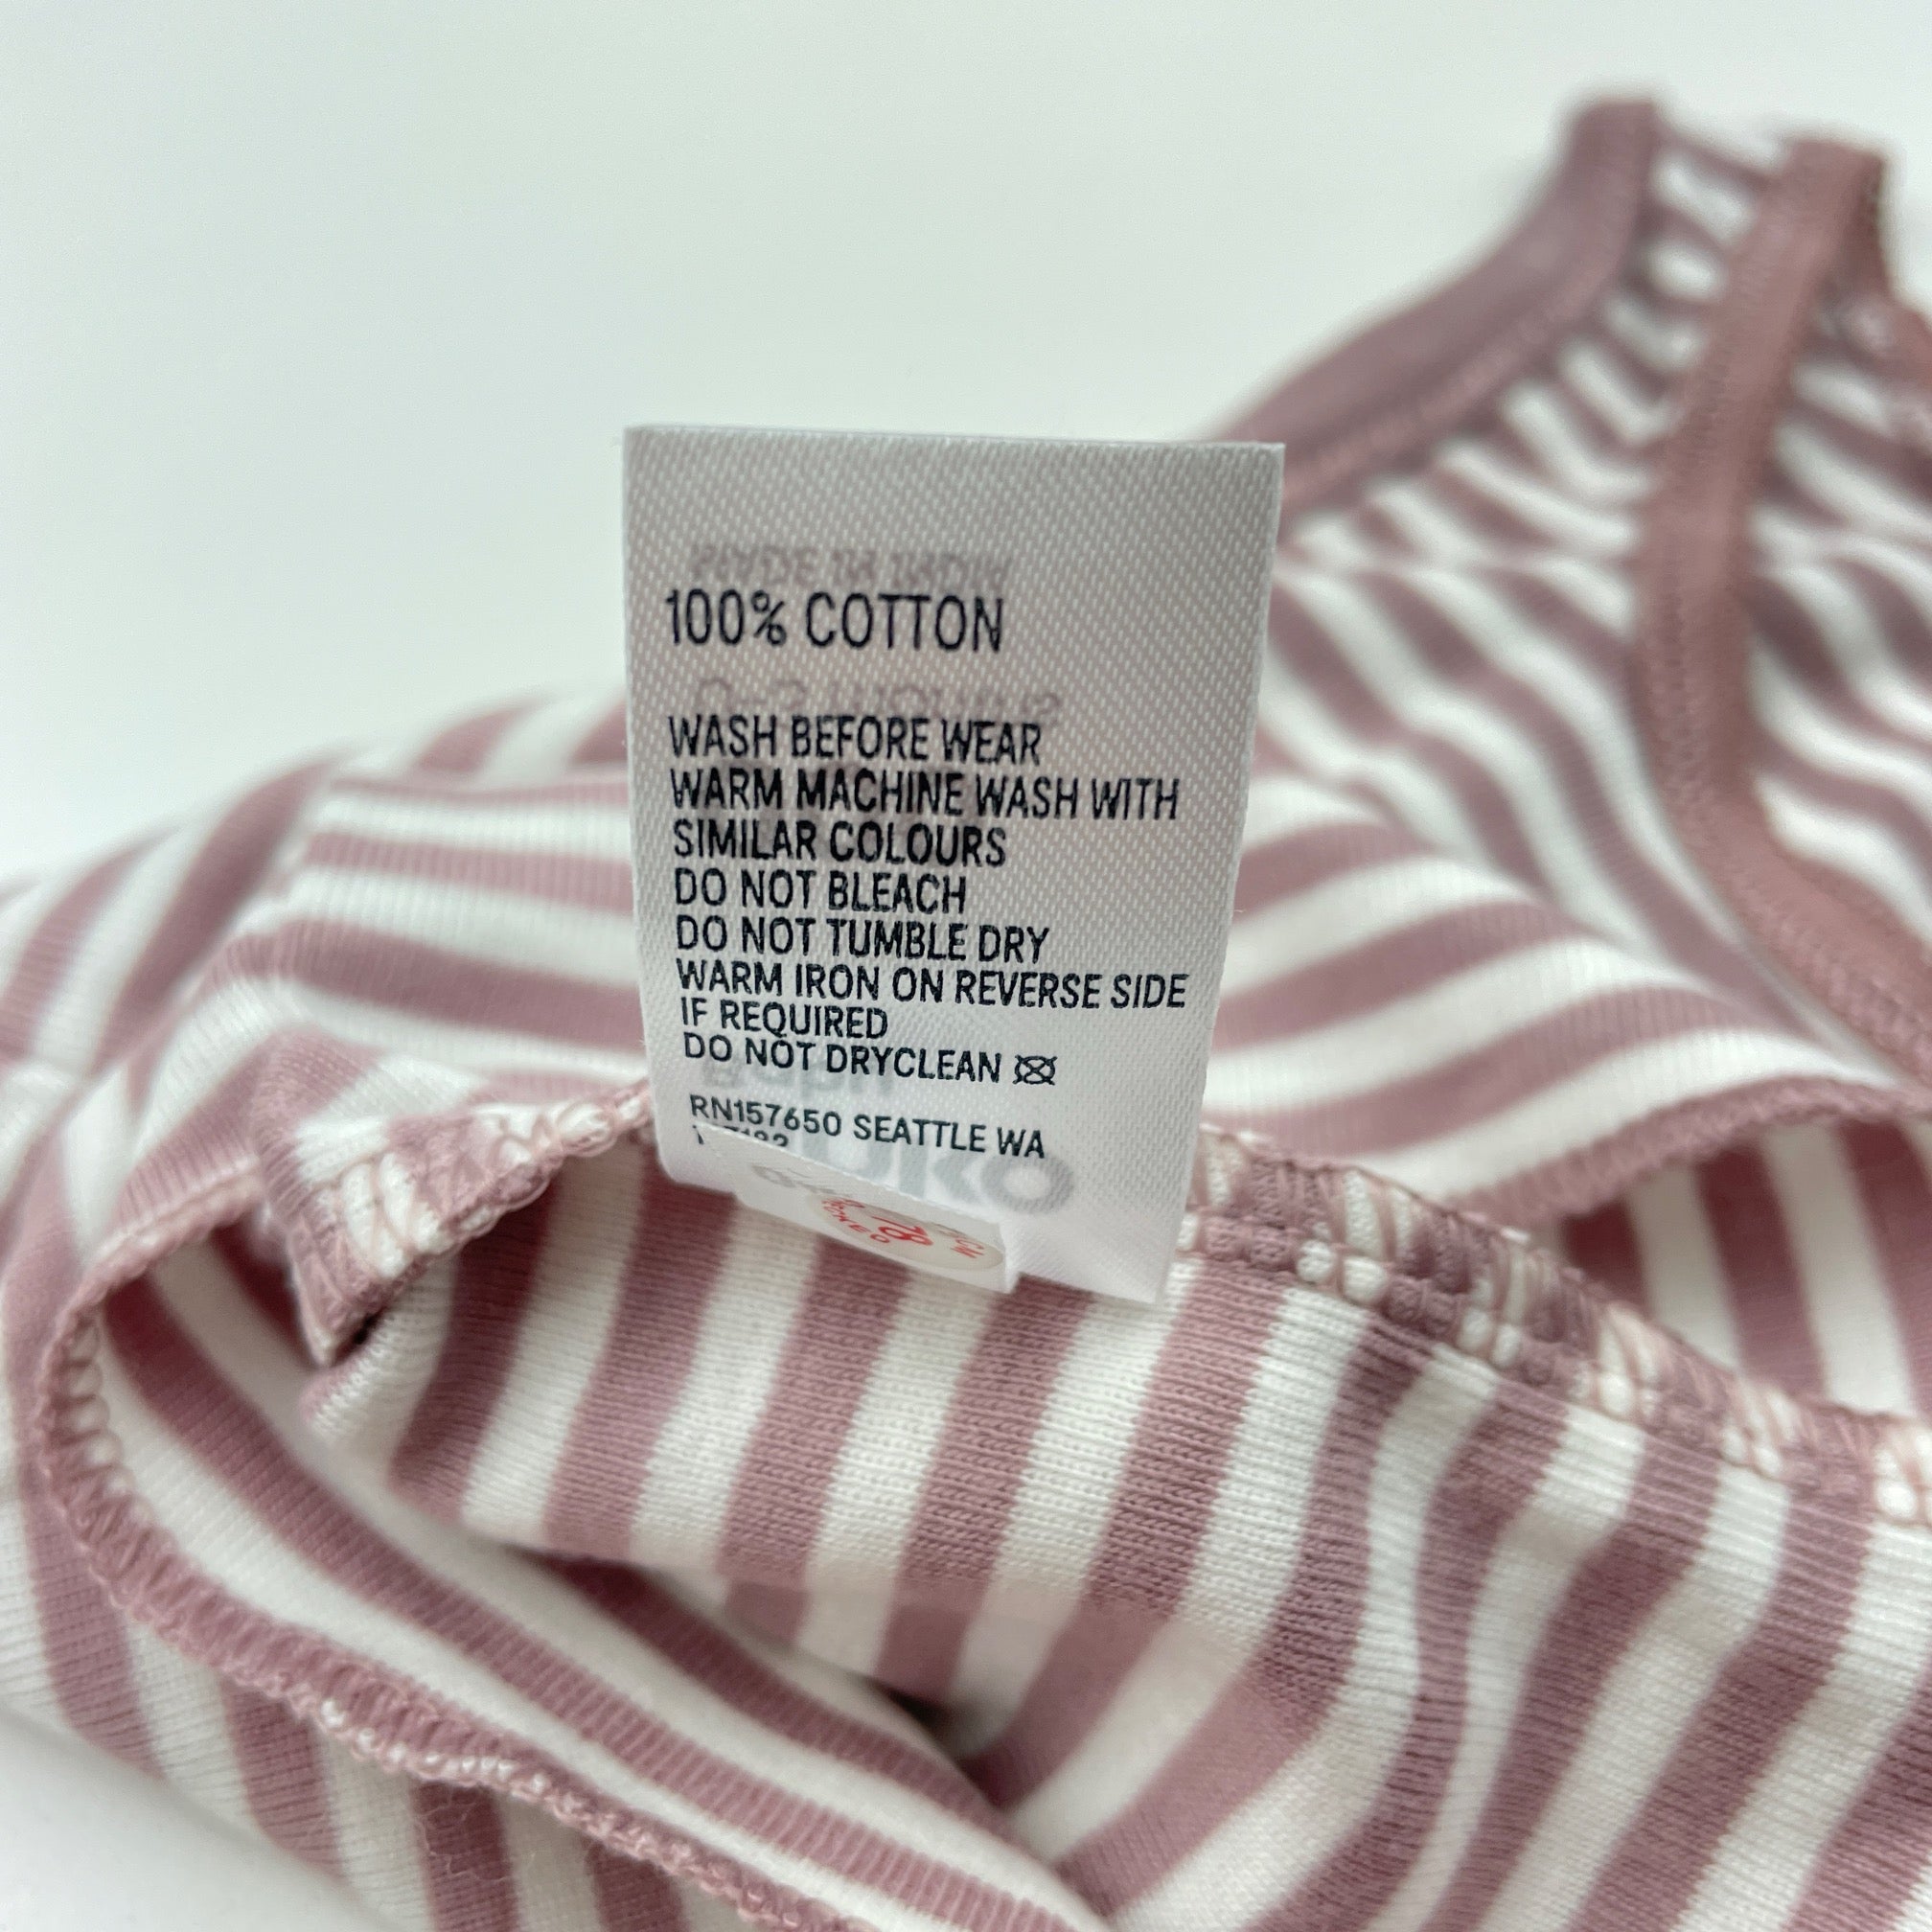 100% COTTON
WASH BEFORE WEAR
WARM MACHINE WASH WITH
SIMILAR COLOURS
DO NOT BLEACH
DO NOT TUMBLE DRY
WARM IRON ON REVERSE SIDE
IF REQUIRED
DO NOT DRYCLEAN
RN157650 SEATTLE WA